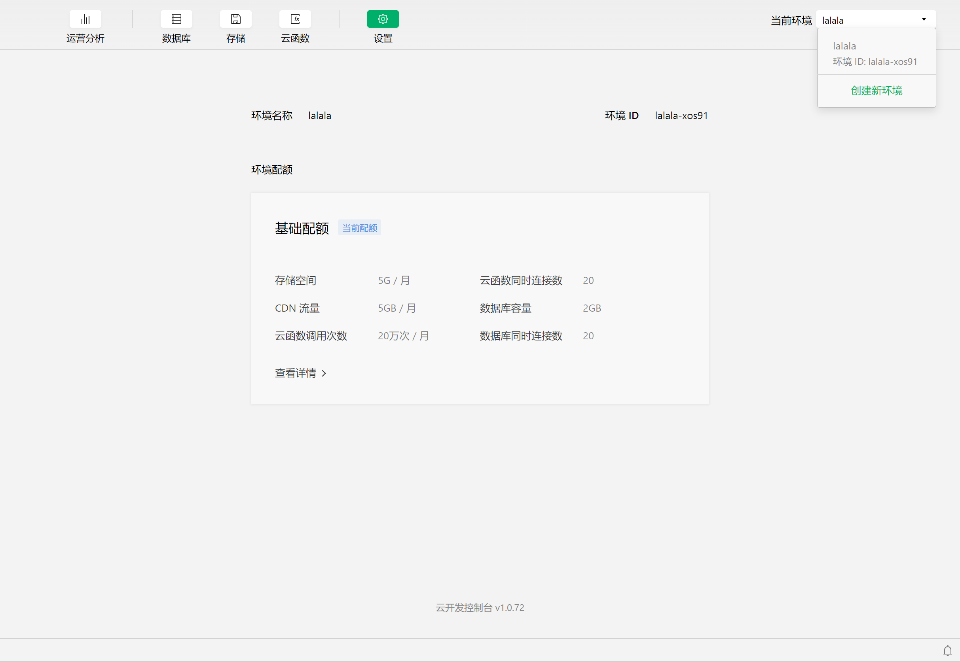 运营分析 数据库 存储 云函数 设置 当前环境 lalala
lalala
环境 ID: lalala-xos91
创建新环境
环境名称 lalala 环境 ID lalala-xos91
环境配额
基础配额 当前配额
存储空间 5G / 月 云函数同时连接数 20
CDN 流量 5GB / 月 数据库容量 2GB
云函数调用次数 20万次 / 月 数据库同时连接数 20
查看详情
云开发控制台 v1.0.72